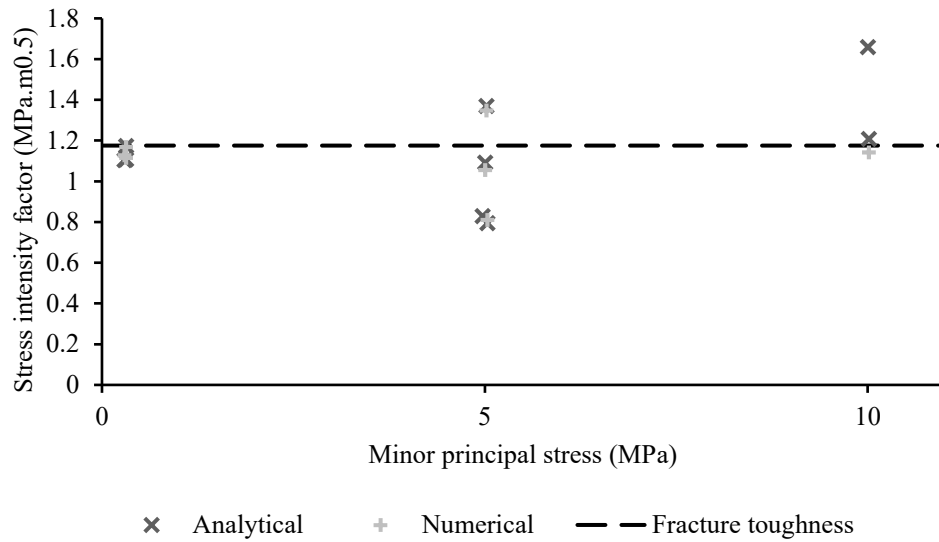 Stress intensity factor (MPa.m0.5)
1.8
1.6
1.4
1.2
1
0.8
0.6
0.4
0.2
0
0
5
10
Minor principal stress (MPa)
Analytical
Numerical
Fracture toughness